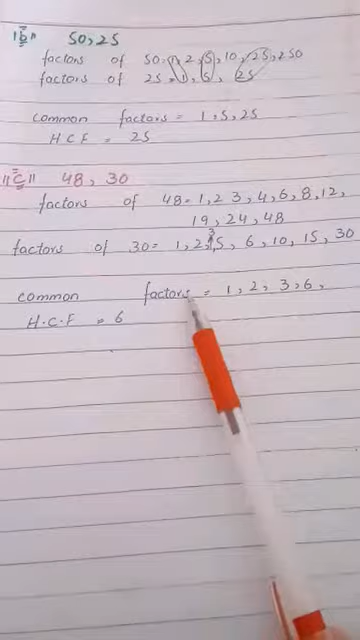 "b" 50,25
factors of 50.1,2,5,10,25,250
factors of 25=1,5,25
common factors = 1,5,25
HCF = 25
"c" 48, 30
factors of 48=1,2 3,4,6,8,12,
19,24,48
3
factors of 30= 1,2,5, 6,10,15,30
common factors = 1,2,3,6,
H.C.F = 6